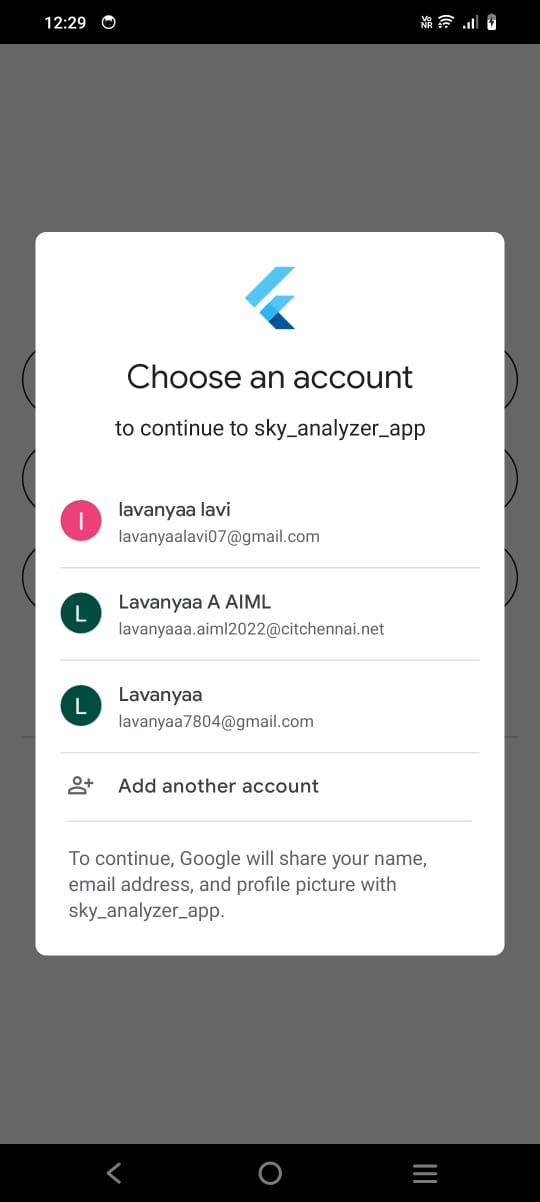 12:29
Vo
NR
Choose an account
to continue to sky_analyzer_app
l
lavanyaa lavi
lavanyaalavi07@gmail.com
L
Lavanyaa A AIML
lavanyaaa.aiml2022@citchennai.net
L
Lavanyaa
lavanyaa7804@gmail.com
Add another account
To continue, Google will share your name,
email address, and profile picture with
sky_analyzer_app.